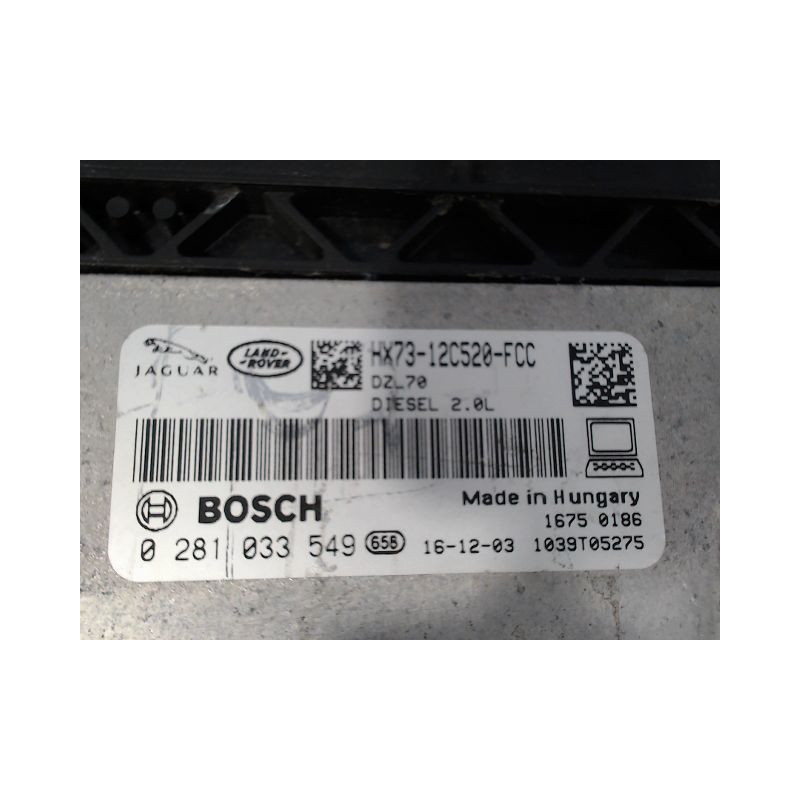 JAGUAR
LAND-
-ROVER
HX73-12C520-FCC
DZL70
DIESEL 2.0L
BOSCH
Made in Hungary
1675 0186
0 281 033 549 658 16-12-03 1039T05275